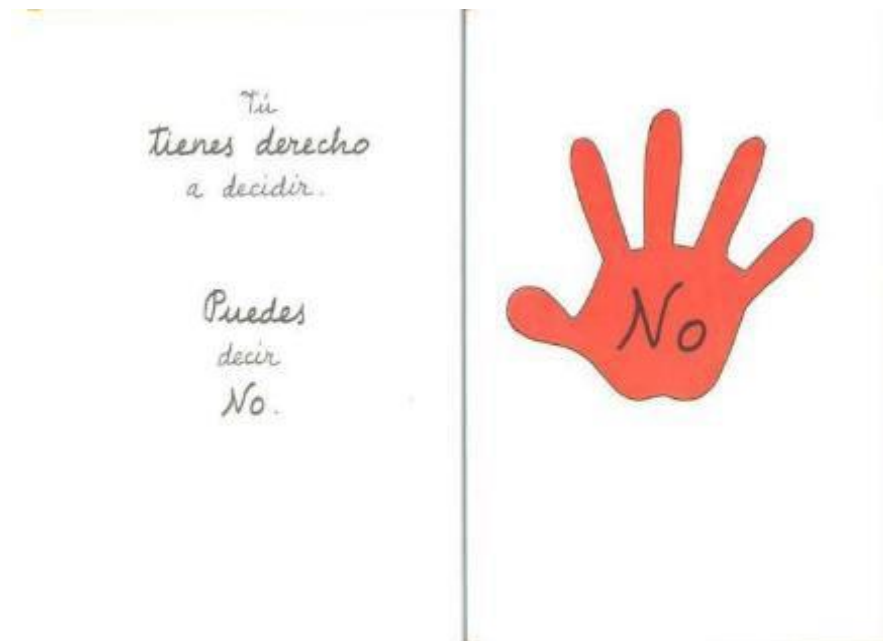 Tú
tienes derecho
a decidir.
Puedes
decir
No.
No